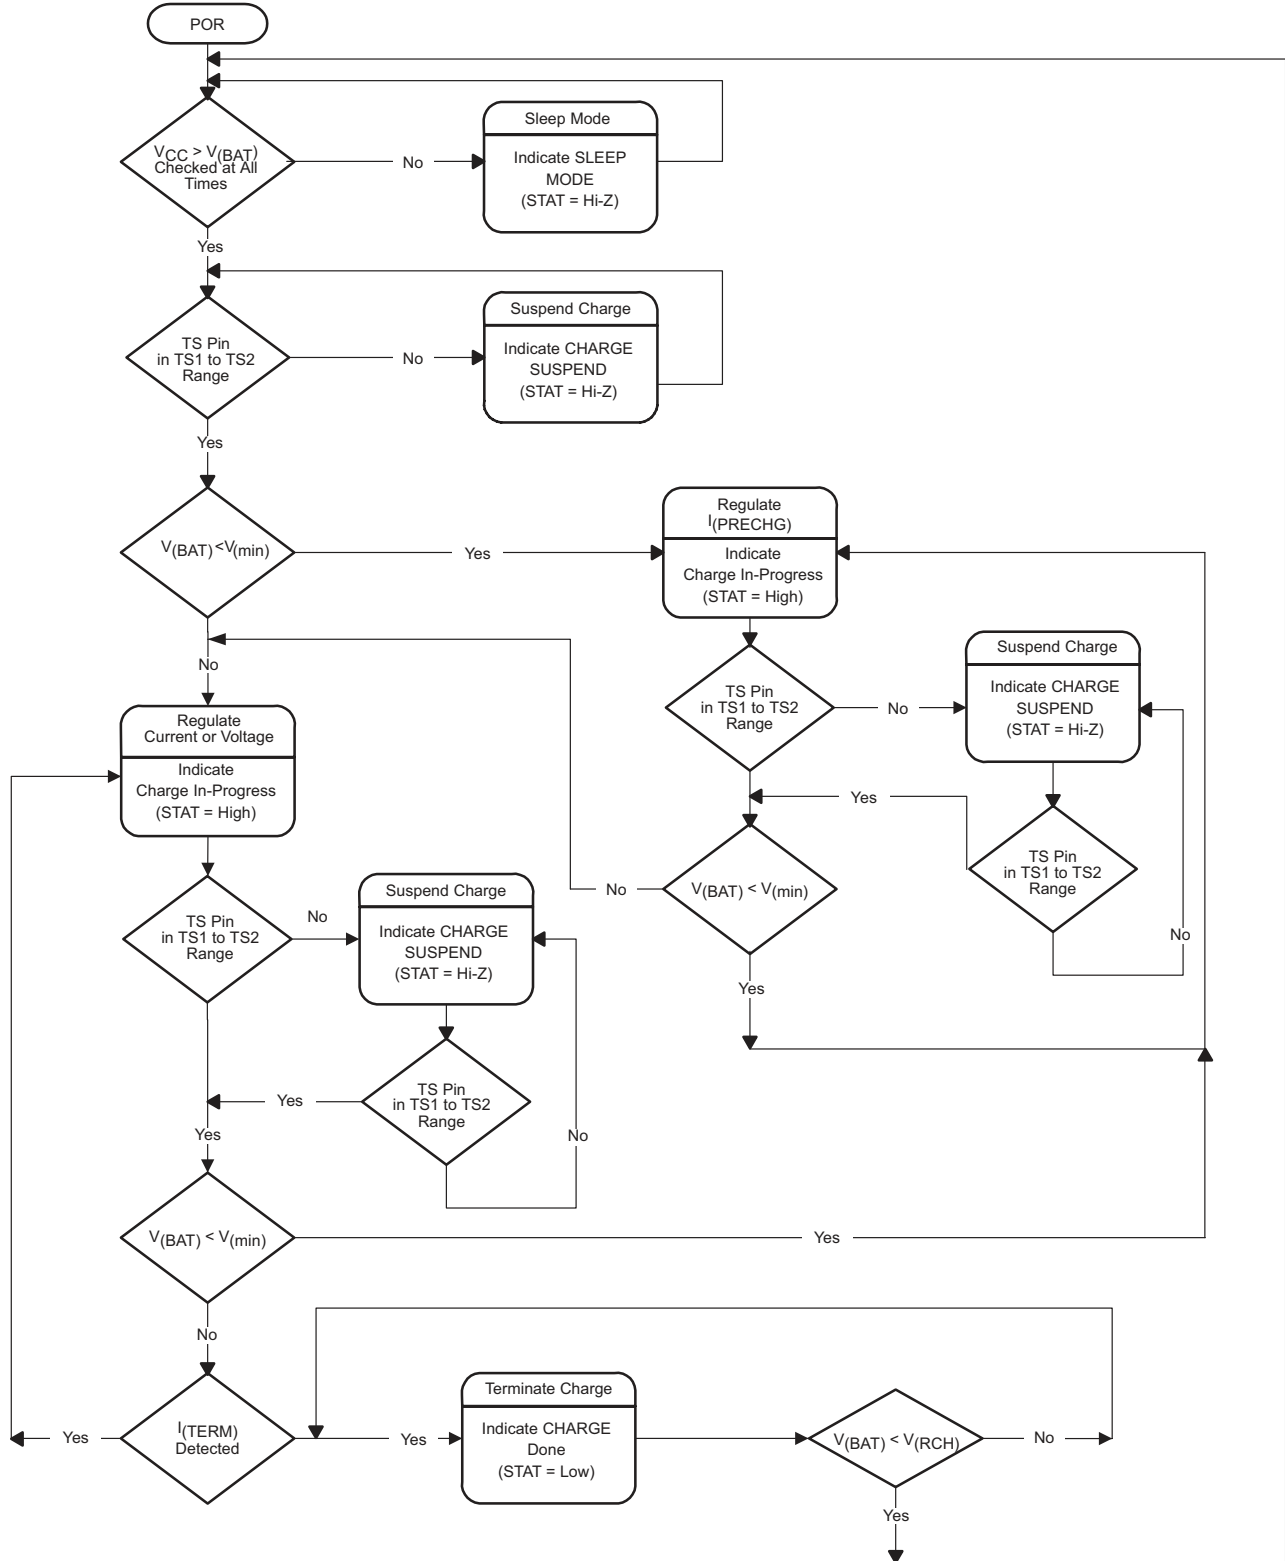 POR
VCC > V(BAT)
Checked at All
Times
No
Sleep Mode
Indicate SLEEP
MODE
(STAT = Hi-Z)
Yes
TS Pin
in TS1 to TS2
Range
No
Suspend Charge
Indicate CHARGE
SUSPEND
(STAT = Hi-Z)
Yes
V(BAT) <V(min)
Yes
Regulate
I(PRECHG)
Indicate
Charge In-Progress
(STAT = High)
No
TS Pin
in TS1 to TS2
Range
No
Suspend Charge
Indicate CHARGE
SUSPEND
(STAT = Hi-Z)
Regulate
Current or Voltage
Indicate
Charge In-Progress
(STAT = High)
Yes
TS Pin
in TS1 to TS2
Range
No
V(BAT) < V(min)
No
Yes
TS Pin
in TS1 to TS2
Range
No
Suspend Charge
Indicate CHARGE
SUSPEND
(STAT = Hi-Z)
TS Pin
in TS1 to TS2
Range
Yes
No
Yes
V(BAT) < V(min)
Yes
No
I(TERM)
Detected
Yes
Yes
Terminate Charge
Indicate CHARGE
Done
(STAT = Low)
V(BAT) < V(RCH)
No
Yes